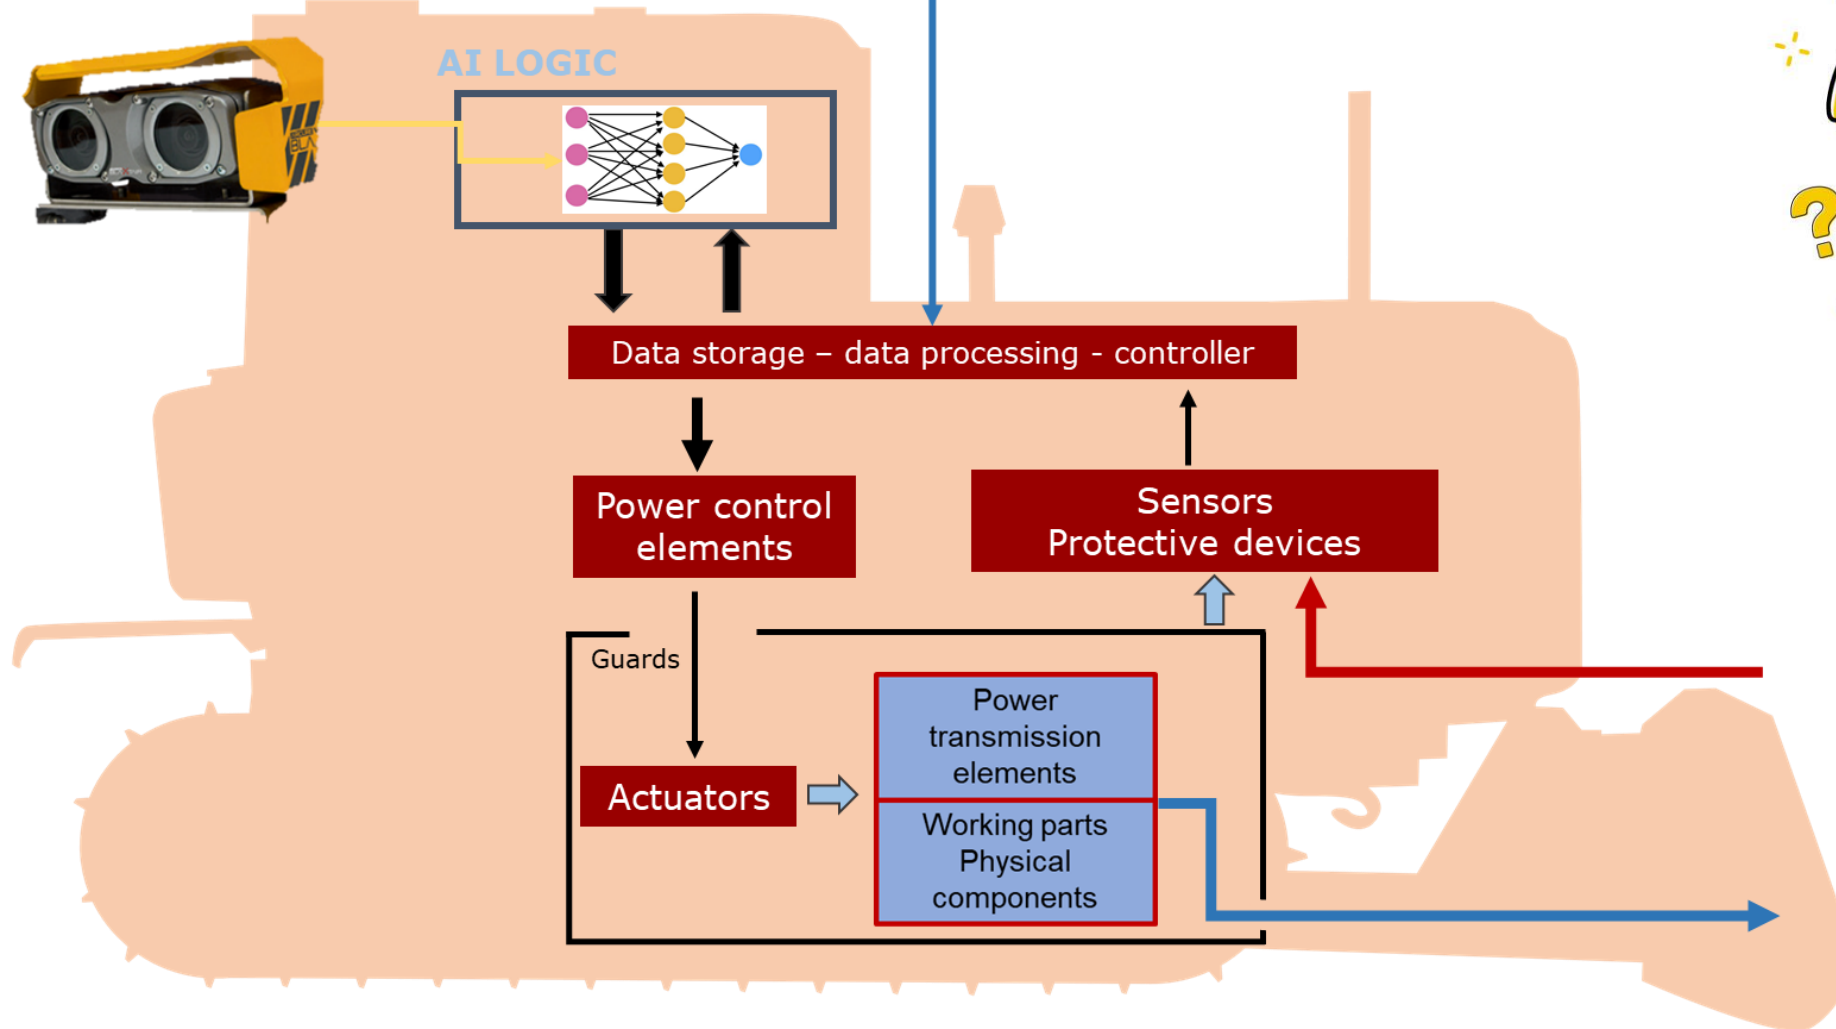 AI LOGIC
BLA
Data storage – data processing - controller
Power control
elements
Sensors
Protective devices
Guards
Actuators
Power
transmission
elements
Working parts
Physical
components
?